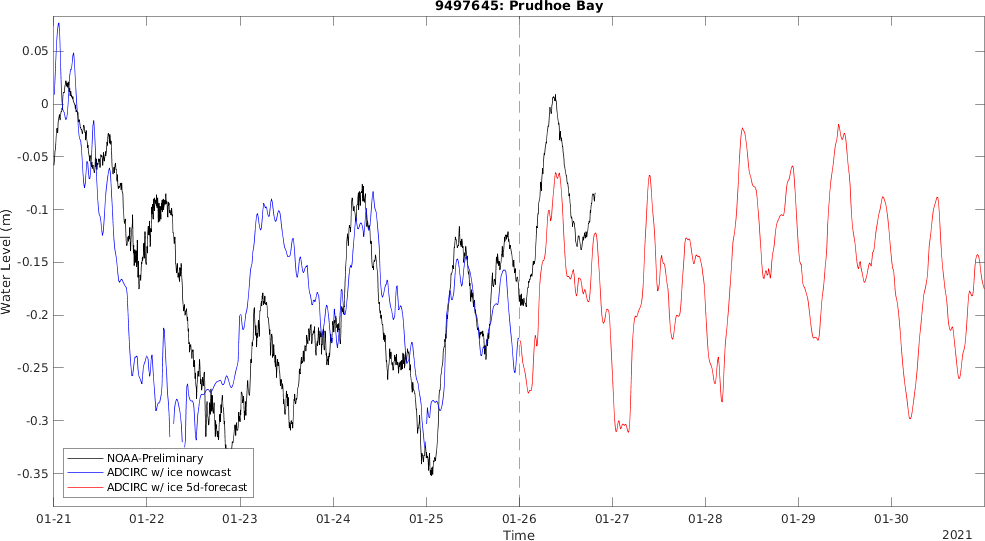 9497645: Prudhoe Bay
Water Level (m)
0.05
0
-0.05
-0.1
-0.15
-0.2
-0.25
-0.3
-0.35
NOAA-Preliminary
ADCIRC w/ ice nowcast
ADCIRC w/ ice 5d-forecast
01-21 01-22 01-23 01-24 01-25 01-26 01-27 01-28 01-29 01-30
Time
2021